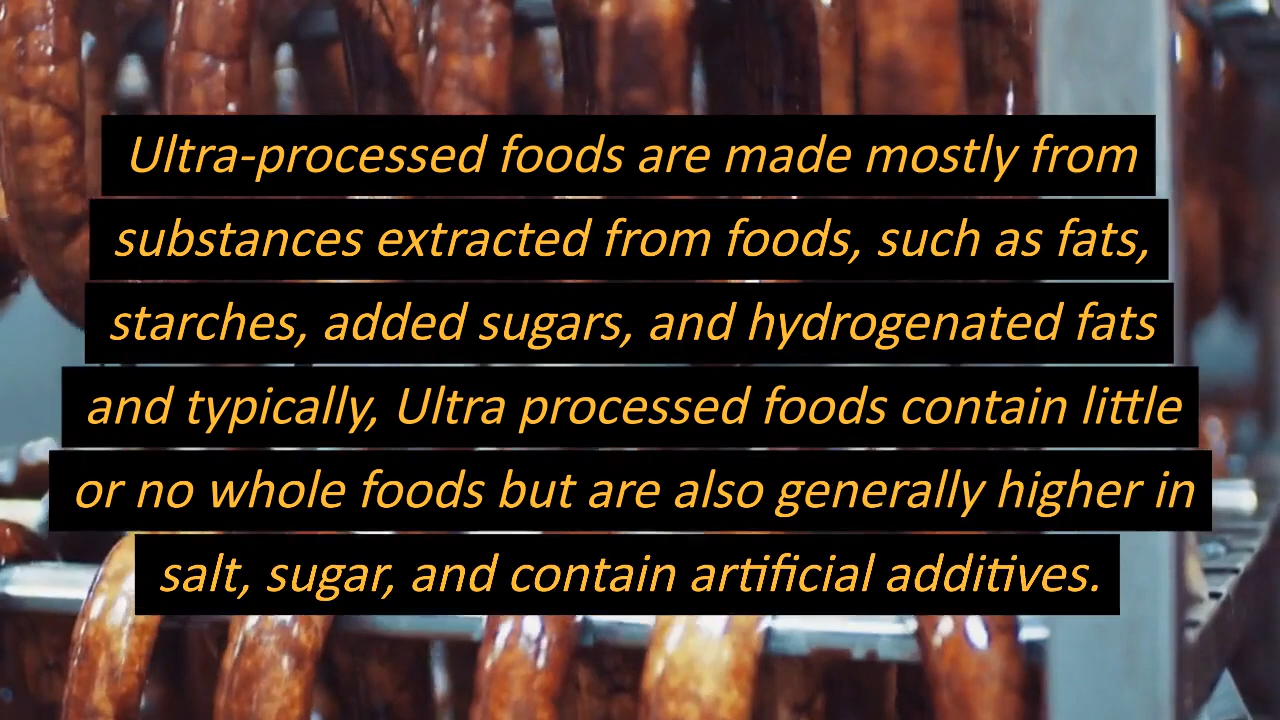 Ultra-processed foods are made mostly from
substances extracted from foods, such as fats,
starches, added sugars, and hydrogenated fats
and typically, Ultra processed foods contain little
or no whole foods but are also generally higher in
salt, sugar, and contain artificial additives.